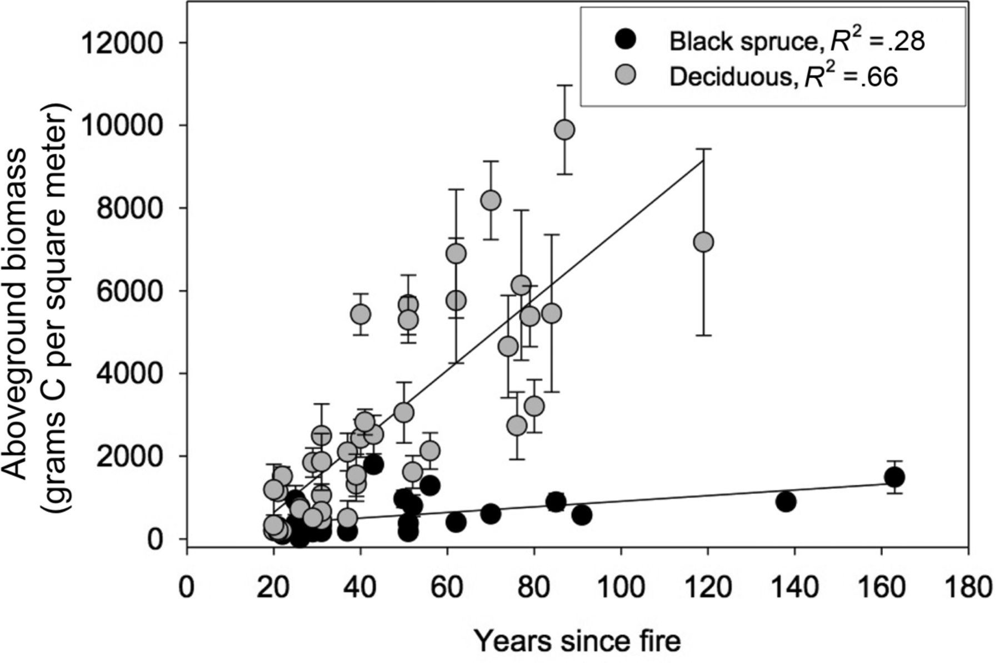 12000
10000
8000
6000
4000
2000
0
Aboveground biomass
(grams C per square meter)
Black spruce, R² =.28
Deciduous, R² =.66
0 20 40 60 80 100 120 140 160 180
Years since fire